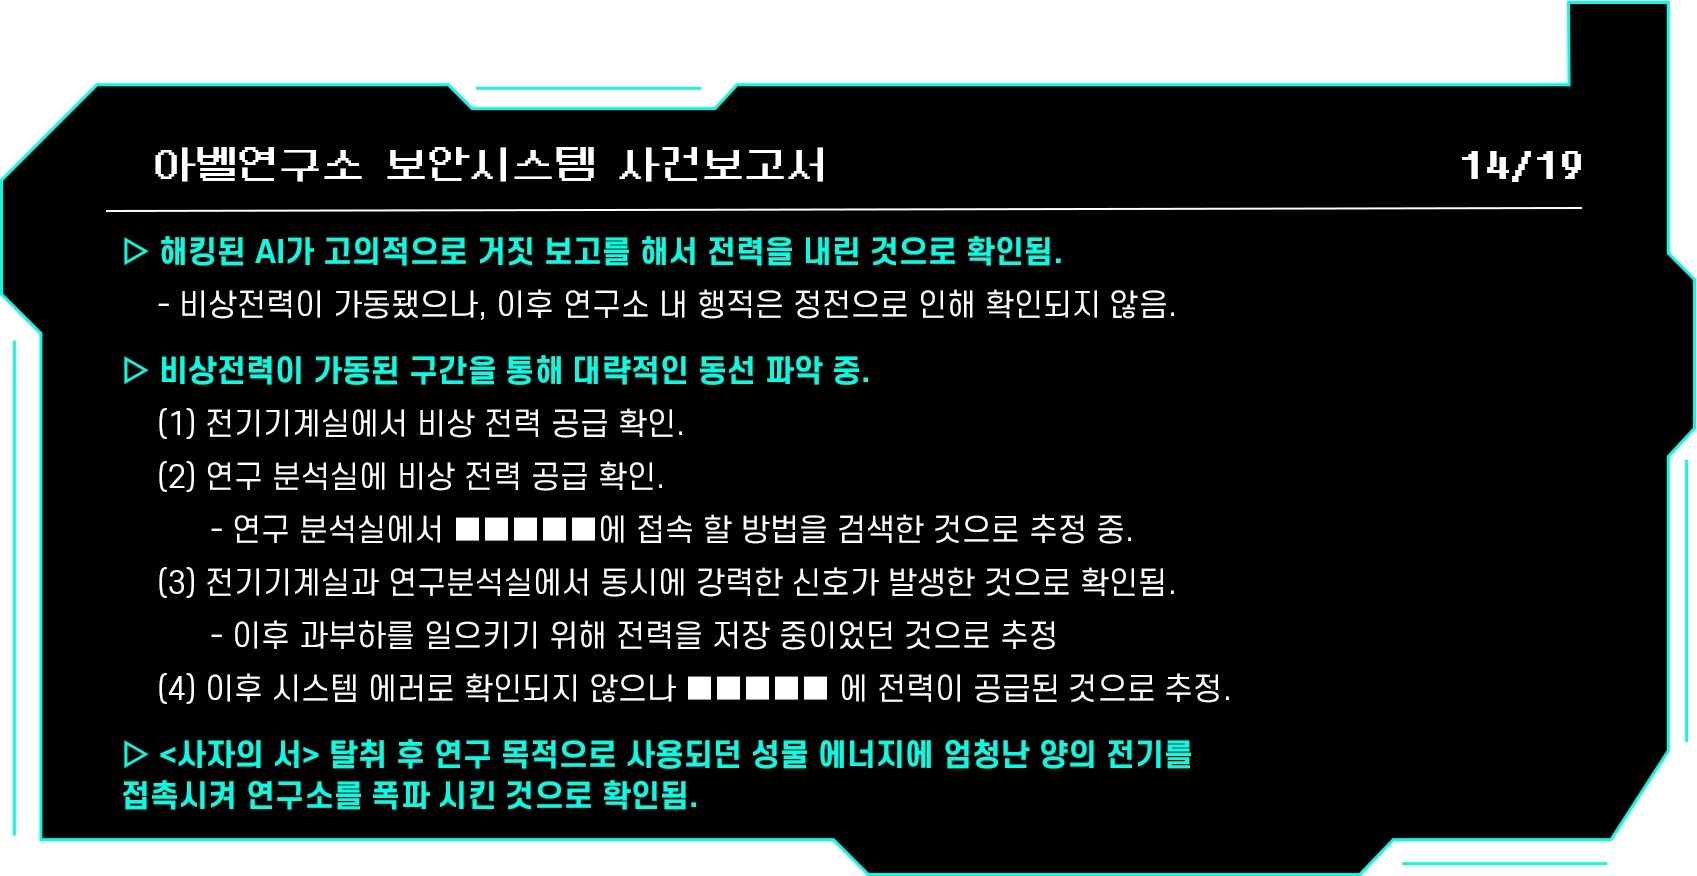 아벨연구소 보안시스템 사건보고서 14/19
▷ 해킹된 AI가 고의적으로 거짓 보고를 해서 전력을 내린 것으로 확인됨.
- 비상전력이 가동됐으나, 이후 연구소 내 행적은 정전으로 인해 확인되지 않음.
▷ 비상전력이 가동된 구간을 통해 대략적인 동선 파악 중.
(1) 전기기계실에서 비상 전력 공급 확인.
(2) 연구 분석실에 비상 전력 공급 확인.
- 연구 분석실에서 ■■■■■에 접속 할 방법을 검색한 것으로 추정 중.
(3) 전기기계실과 연구분석실에서 동시에 강력한 신호가 발생한 것으로 확인됨.
- 이후 과부하를 일으키기 위해 전력을 저장 중이었던 것으로 추정
(4) 이후 시스템 에러로 확인되지 않으나 ■■■■■ 에 전력이 공급된 것으로 추정.
▷ <사자의 서> 탈취 후 연구 목적으로 사용되던 성물 에너지에 엄청난 양의 전기를
접촉시켜 연구소를 폭파 시킨 것으로 확인됨.